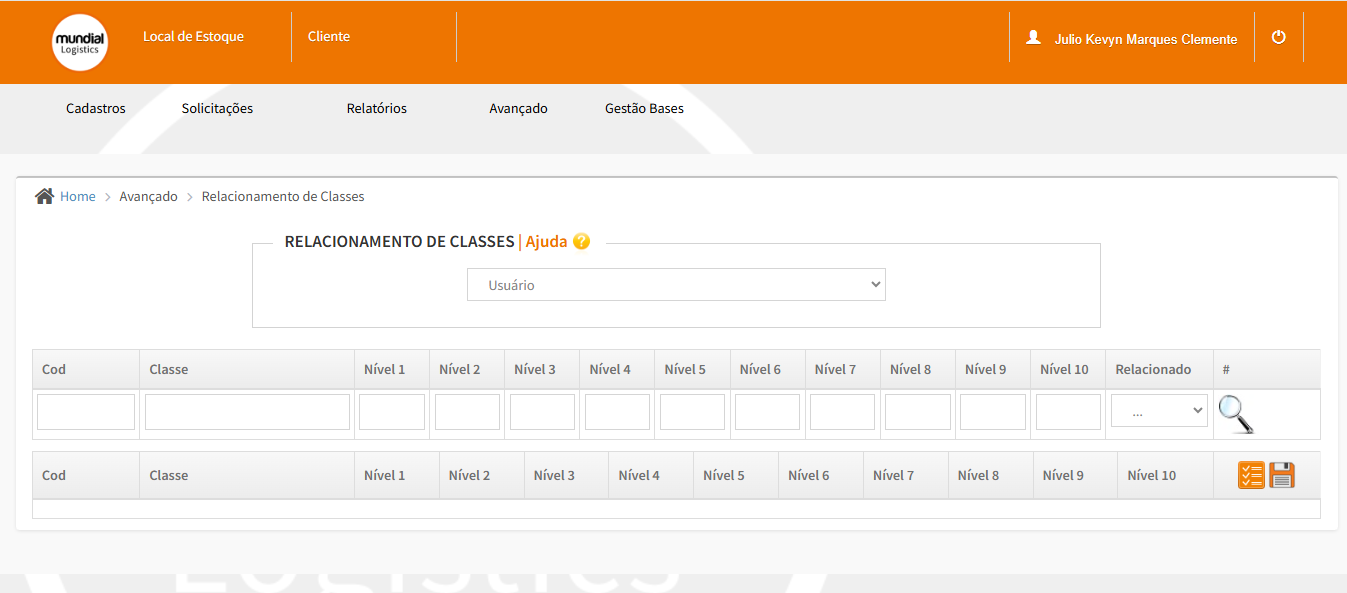 mundial
Logistics
Local de Estoque
Cliente
Julio Kevyn Marques Clemente
Cadastros
Solicitações
Relatórios
Avançado
Gestão Bases
Home > Avançado > Relacionamento de Classes
RELACIONAMENTO DE CLASSES | Ajuda ?
Usuário
Cod Classe Nível 1 Nível 2 Nível 3 Nível 4 Nível 5 Nível 6 Nível 7 Nível 8 Nível 9 Nível 10 Relacionado #
...
Cod Classe Nível 1 Nível 2 Nível 3 Nível 4 Nível 5 Nível 6 Nível 7 Nível 8 Nível 9 Nível 10
Logistics